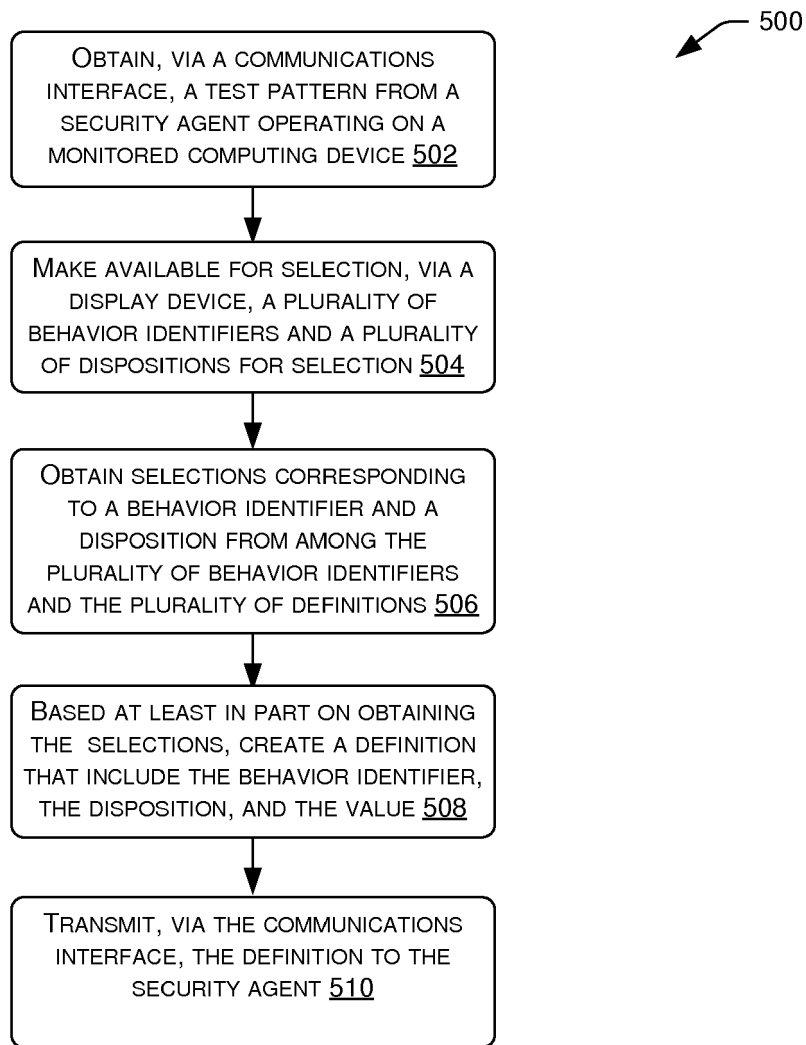 500
OBTAIN, VIA A COMMUNICATIONS
INTERFACE, A TEST PATTERN FROM A
SECURITY AGENT OPERATING ON A
MONITORED COMPUTING DEVICE 502
MAKE AVAILABLE FOR SELECTION, VIA A
DISPLAY DEVICE, A PLURALITY OF
BEHAVIOR IDENTIFIERS AND A PLURALITY
OF DISPOSITIONS FOR SELECTION 504
OBTAIN SELECTIONS CORRESPONDING
TO A BEHAVIOR IDENTIFIER AND A
DISPOSITION FROM AMONG THE
PLURALITY OF BEHAVIOR IDENTIFIERS
AND THE PLURALITY OF DEFINITIONS 506
BASED AT LEAST IN PART ON OBTAINING
THE SELECTIONS, CREATE A DEFINITION
THAT INCLUDE THE BEHAVIOR IDENTIFIER,
THE DISPOSITION, AND THE VALUE 508
TRANSMIT, VIA THE COMMUNICATIONS
INTERFACE, THE DEFINITION TO THE
SECURITY AGENT 510